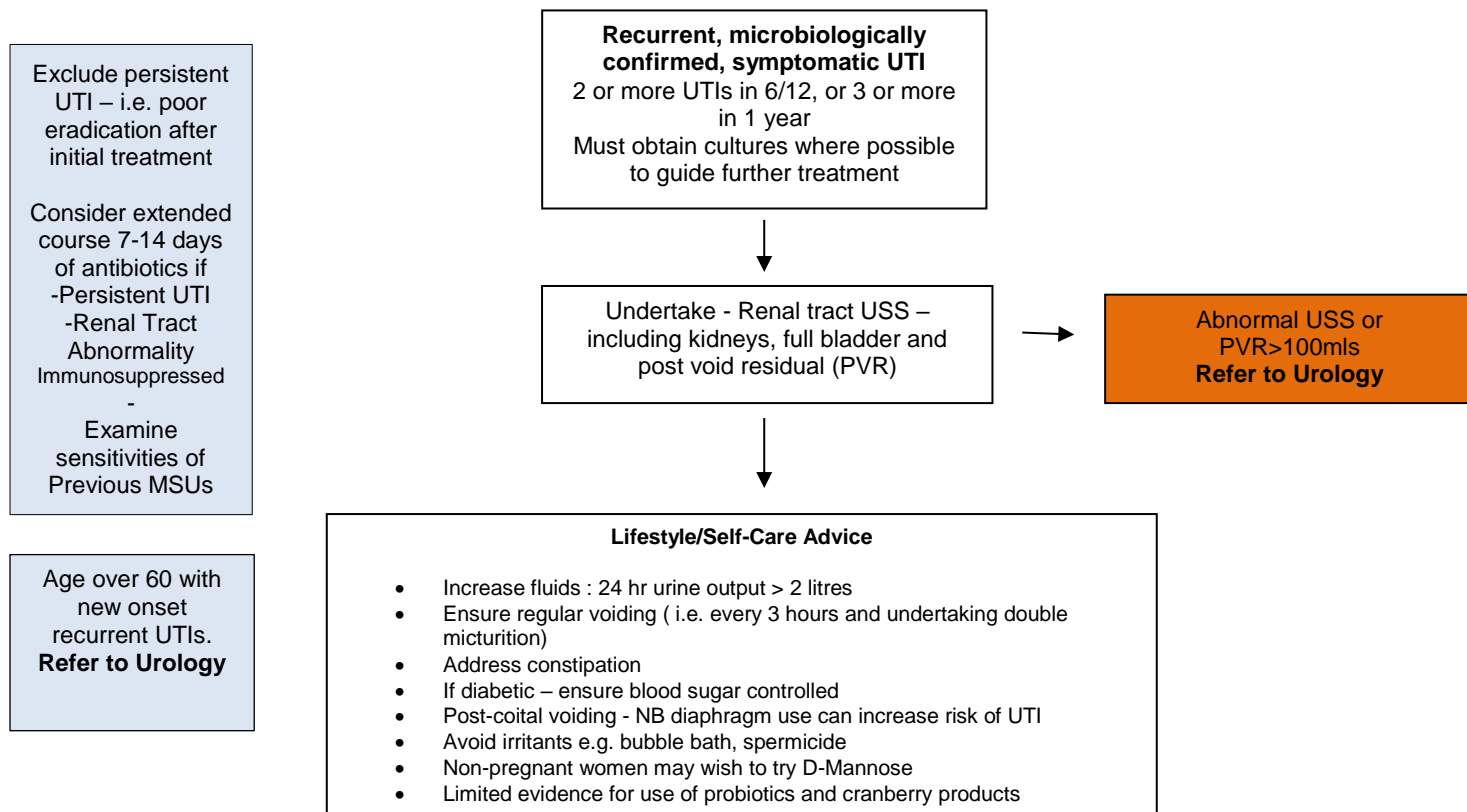 Exclude persistent
UTI – i.e. poor
eradication after
initial treatment
Consider extended
course 7-14 days
of antibiotics if
-Persistent UTI
-Renal Tract
Abnormality
Immunosuppressed
-
Examine
sensitivities of
Previous MSUs
Age over 60 with
new onset
recurrent UTIs.
Refer to Urology
Recurrent, microbiologically
confirmed, symptomatic UTI
2 or more UTIs in 6/12, or 3 or more
in 1 year
Must obtain cultures where possible
to guide further treatment
Undertake - Renal tract USS –
including kidneys, full bladder and
post void residual (PVR)
Abnormal USS or
PVR>100mls
Refer to Urology
Lifestyle/Self-Care Advice
• Increase fluids : 24 hr urine output > 2 litres
• Ensure regular voiding ( i.e. every 3 hours and undertaking double
micturition)
• Address constipation
• If diabetic – ensure blood sugar controlled
• Post-coital voiding - NB diaphragm use can increase risk of UTI
• Avoid irritants e.g. bubble bath, spermicide
• Non-pregnant women may wish to try D-Mannose
• Limited evidence for use of probiotics and cranberry products